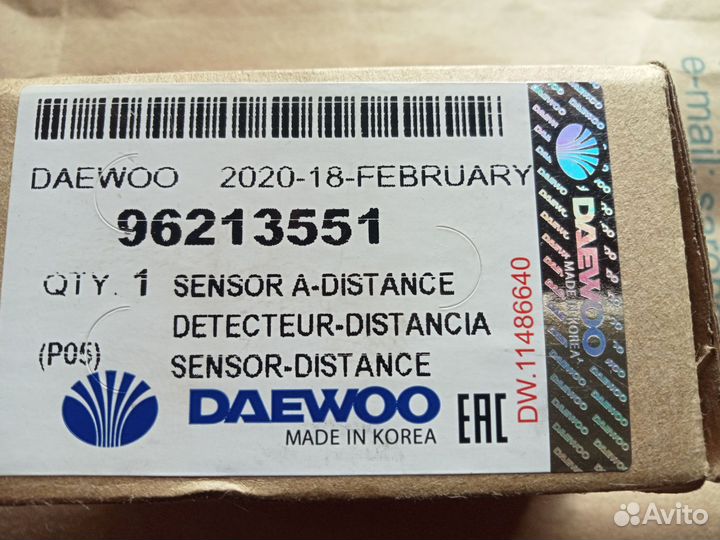 DAEWOO 2020-18-FEBRUARY
96213551
QTY. 1 SENSOR A-DISTANCE
DETECTEUR-DISTANCIA
(P05) SENSOR-DISTANCE
DAEWOO
MADE IN KOREA
EAC
DW.11486640
DAEWOO
MADE IN KOREA
e-mail:
Avito